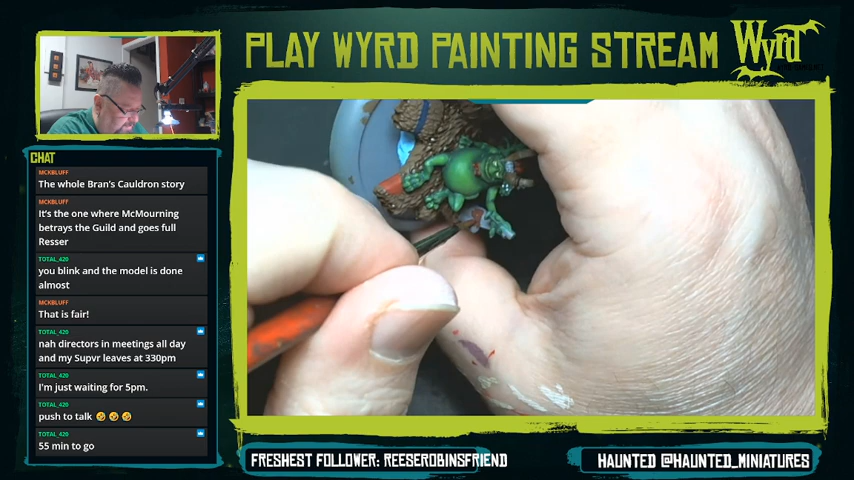 PLAY WYRD PAINTING STREAM
Wyrd
CHAT
MCKBLUFF
The whole Bran's Cauldron story
MCKBLUFF
It's the one where McMourning
betrays the Guild and goes full
Resser
TOTAL_420
you blink and the model is done
almost
MCKBLUFF
That is fair!
TOTAL_420
nah directors in meetings all day
and my Supvr leaves at 330pm
TOTAL_420
I'm just waiting for 5pm.
TOTAL_420
push to talk 🤣 🤣 🤣
TOTAL_420
55 min to go
FRESHEST FOLLOWER: REESEROBINSFRIEND
HAUNTED @HAUNTED_MINIATURES